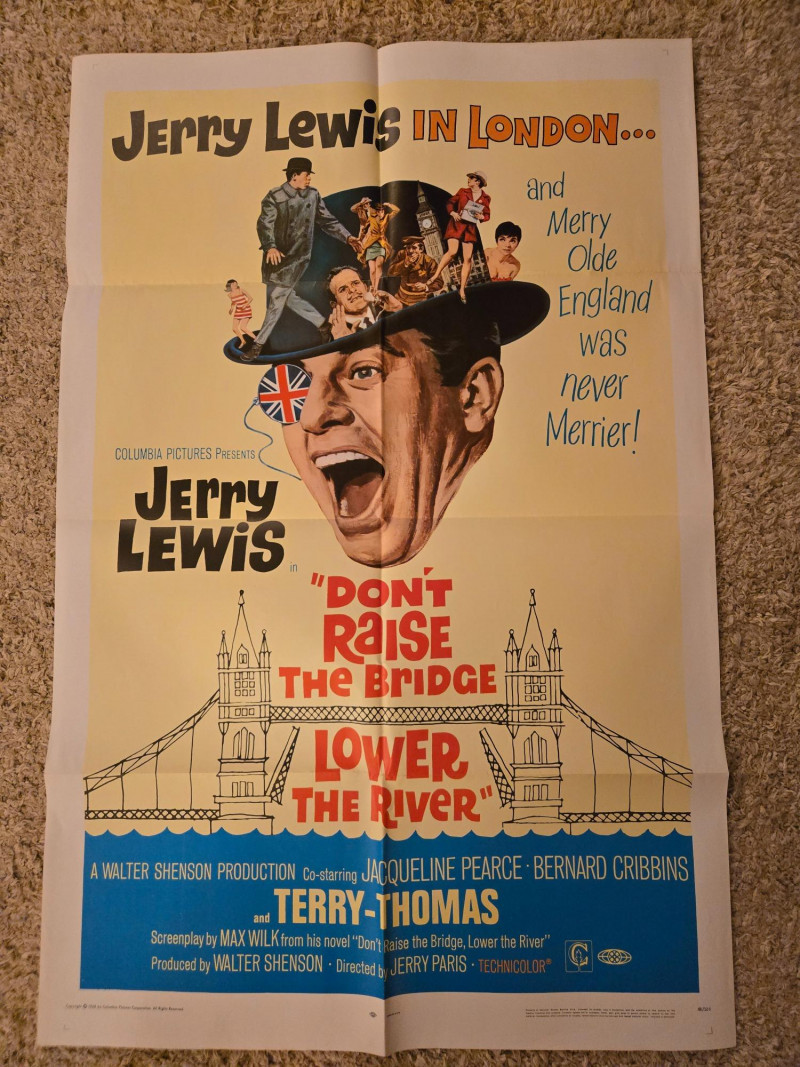 Jerry Lewis IN LONDON...
and
Merry
Olde
England
was
never
Merrier!
COLUMBIA PICTURES PRESENTS
Jerry
LEWiS
in
"DON'T
RaiSE
THE BRiDGE
LOWER
THE RiVER"
A WALTER SHENSON PRODUCTION Co-starring JACQUELINE PEARCE · BERNARD CRIBBINS
and TERRY-THOMAS
Screenplay by MAX WILK from his novel "Don't Raise the Bridge, Lower the River"
Produced by WALTER SHENSON · Directed by JERRY PARIS · TECHNICOLOR®